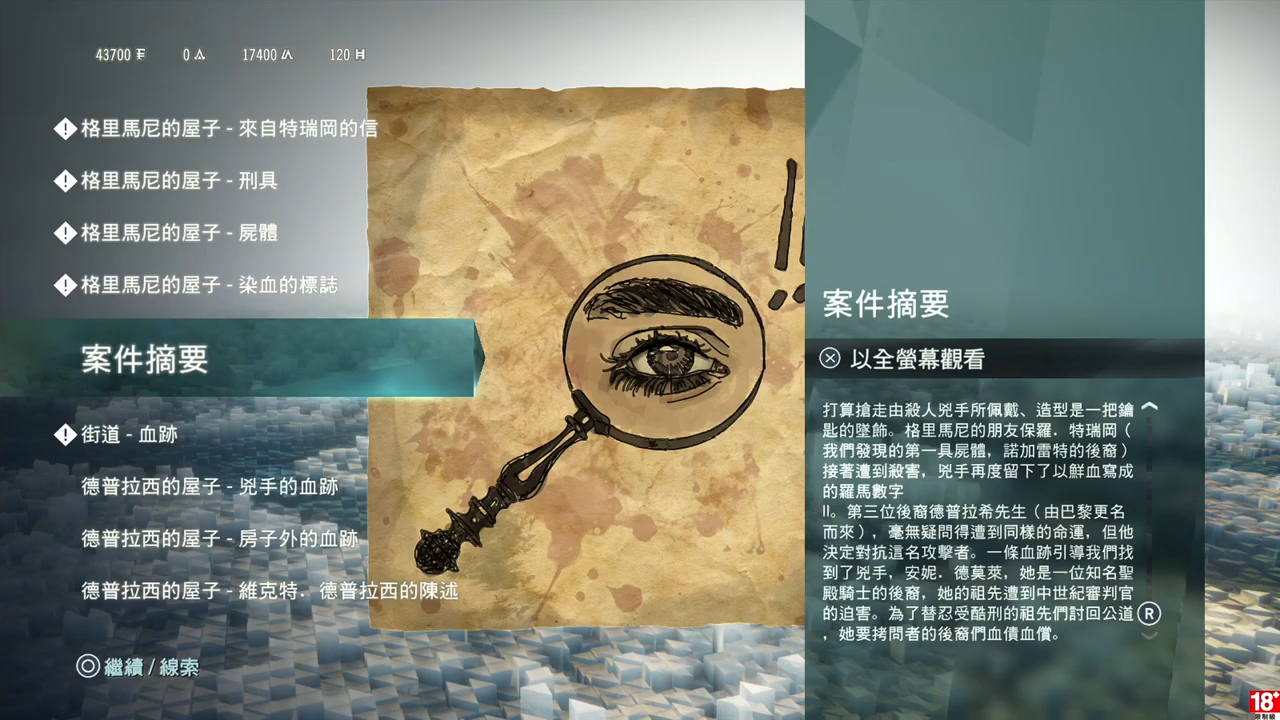 43700
0
17400
120
格里馬尼的屋子 - 來自特瑞岡的信
格里馬尼的屋子 - 刑具
格里馬尼的屋子 - 屍體
格里馬尼的屋子 - 染血的標誌
案件摘要
街道 - 血跡
德普拉西的屋子 - 兇手的血跡
德普拉西的屋子 - 房子外的血跡
德普拉西的屋子 - 維克特．德普拉西的陳述
繼續 / 線索
案件摘要
以全螢幕觀看
打算搶走由殺人兇手所佩戴、造型是一把鑰
匙的墜飾。格里馬尼的朋友保羅．特瑞岡（
我們發現的第一具屍體，諾加雷特的後裔）
接著遭到殺害，兇手再度留下了以鮮血寫成
的羅馬數字
II。第三位後裔德普拉希先生（由巴黎更名
而來），毫無疑問得遭到同樣的命運，但他
決定對抗這名攻擊者。一條血跡引導我們找
到了兇手，安妮．德莫萊，她是一位知名聖
殿騎士的後裔，她的祖先遭到中世紀審判官
的迫害。為了替忍受酷刑的祖先們討回公道
，她要拷問者的後裔們血債血償。
R
18+
限制級